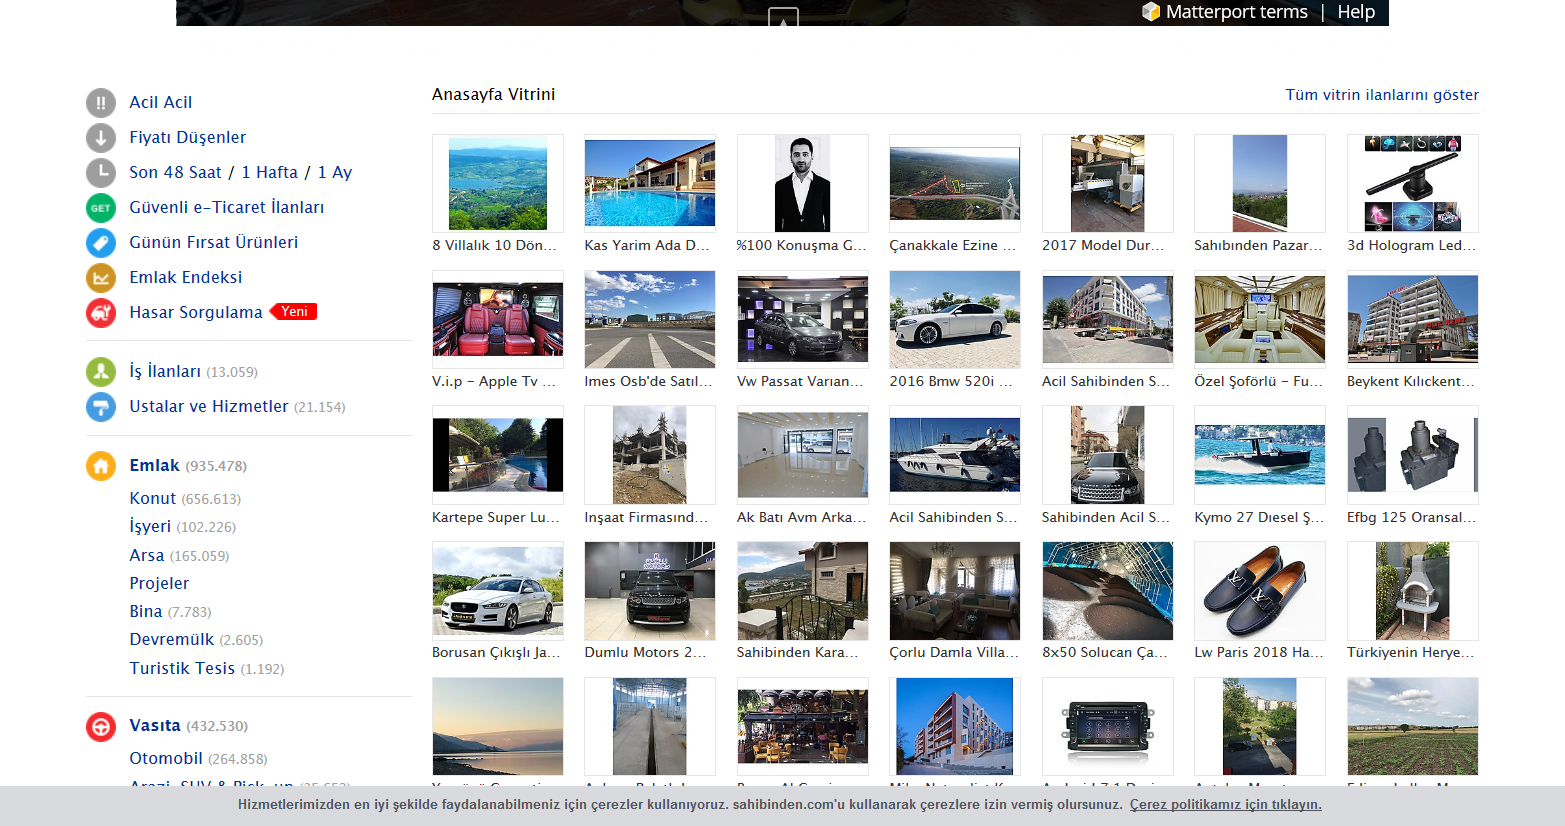 Matterport terms | Help
Acil Acil
Fiyatı Düşenler
Son 48 Saat / 1 Hafta / 1 Ay
GET Güvenli e-Ticaret İlanları
Günün Fırsat Ürünleri
Emlak Endeksi
Hasar Sorgulama Yeni
İş İlanları (13.059)
Ustalar ve Hizmetler (21.154)
Emlak (935.478)
Konut (656.613)
İşyeri (102.226)
Arsa (165.059)
Projeler
Bina (7.783)
Devremülk (2.605)
Turistik Tesis (1.192)
Vasıta (432.530)
Otomobil (264.858)
Anasayfa Vitrini
Tüm vitrin ilanlarını göster
8 Villalık 10 Dön...
Kas Yarim Ada D...
%100 Konuşma G...
Çanakkale Ezine ...
2017 Model Dur...
Sahıbından Pazar...
3d Hologram Led...
V.i.p - Apple Tv ...
Imes Osb'de Satıl...
Vw Passat Varıan...
2016 Bmw 520i ...
Acil Sahibinden S...
Özel Şoförlü - Fu...
Beykent Kılıckent...
Kartepe Super Lu...
Inşaat Firmasınd...
Ak Batı Avm Arka...
Acil Sahibinden S...
Sahibinden Acil S...
Kymo 27 Dıesel Ş...
Efbg 125 Oransal...
Borusan Çıkışlı Ja...
Dumlu Motors 2...
Sahibinden Kara...
Çorlu Damla Villa...
8x50 Solucan Ça...
Lw Paris 2018 Ha...
Türkiyenin Herye...
Hizmetlerimizden en iyi şekilde faydalanabilmeniz için çerezler kullanıyoruz. sahibinden.com'u kullanarak çerezlere izin vermiş olursunuz. Çerez politikamız için tıklayın.